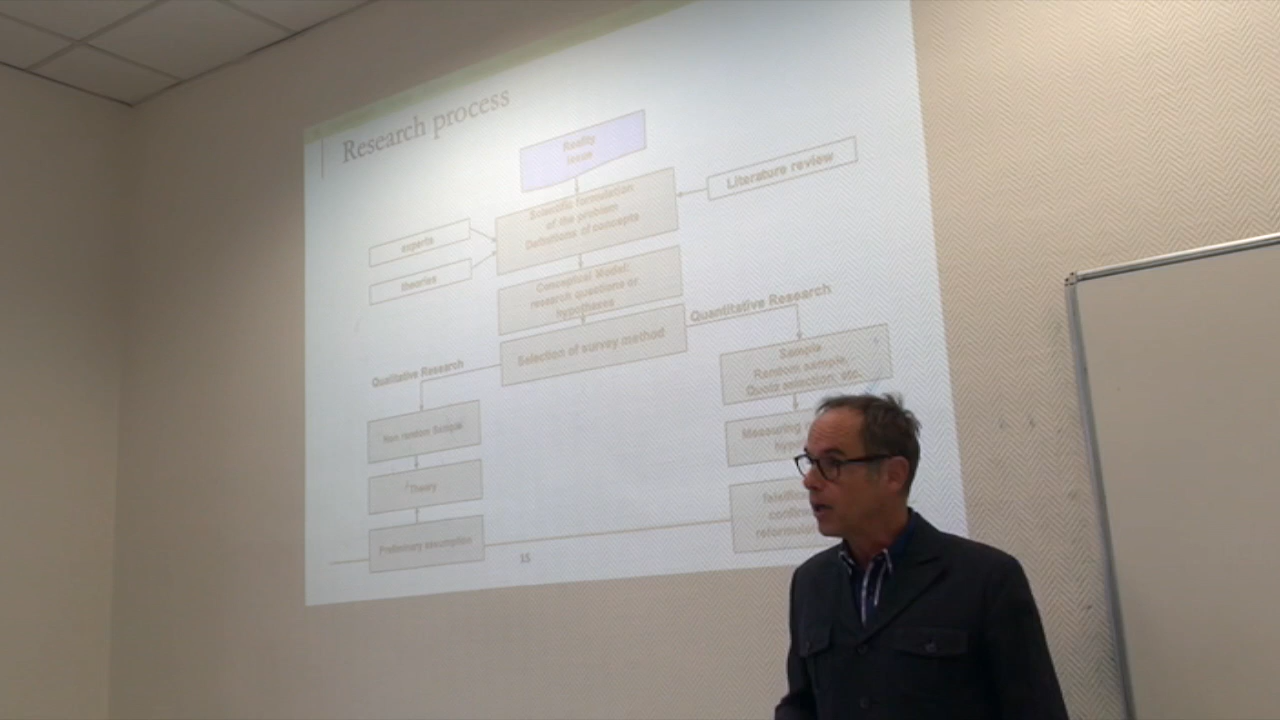 Research process
Reality
issue
Literature review
Scientific formulation
of the problem
Definitions of concepts
experts
theories
Conceptual Model:
research questions or
hypotheses
Quantitative Research
Selection of survey method
Sample
Random sample,
Quota selection, etc.
Qualitative Research
Non random Sample
Measuring
Theory
Preliminary assumption
15